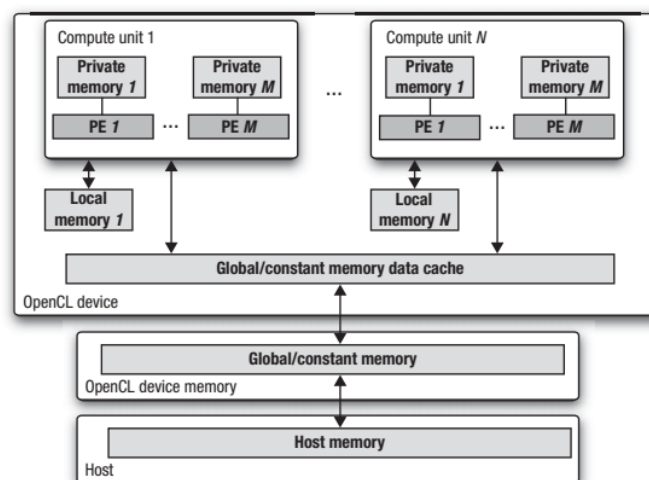 Compute unit 1
Compute unit N
Private
memory 1
Private
memory M
Private
memory 1
Private
memory M
...
PE 1
...
PE M
PE 1
...
PE M
Local
memory 1
Local
memory N
Global/constant memory data cache
OpenCL device
Global/constant memory
OpenCL device memory
Host memory
Host